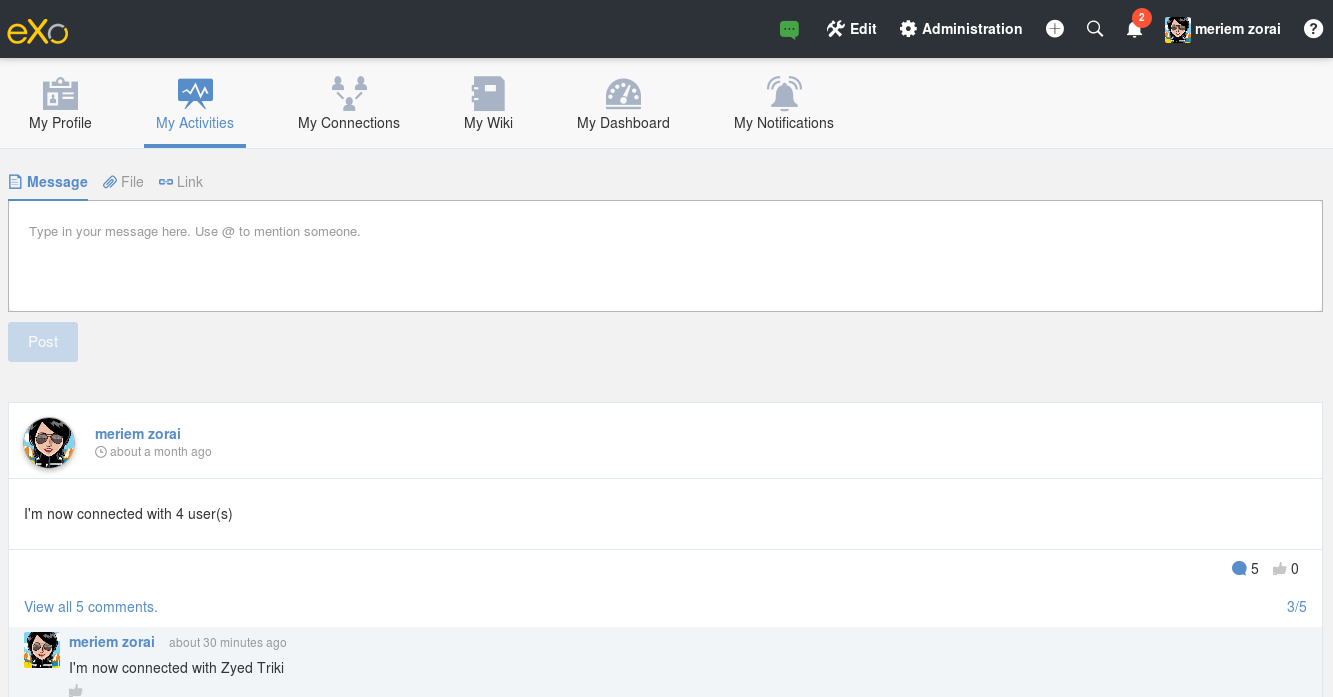 eXo
Edit Administration 2 meriem zorai ?
My Profile My Activities My Connections My Wiki My Dashboard My Notifications
Message File Link
Type in your message here. Use @ to mention someone.
Post
meriem zorai
about a month ago
I'm now connected with 4 user(s)
5 0
View all 5 comments. 3/5
meriem zorai about 30 minutes ago
I'm now connected with Zyed Triki